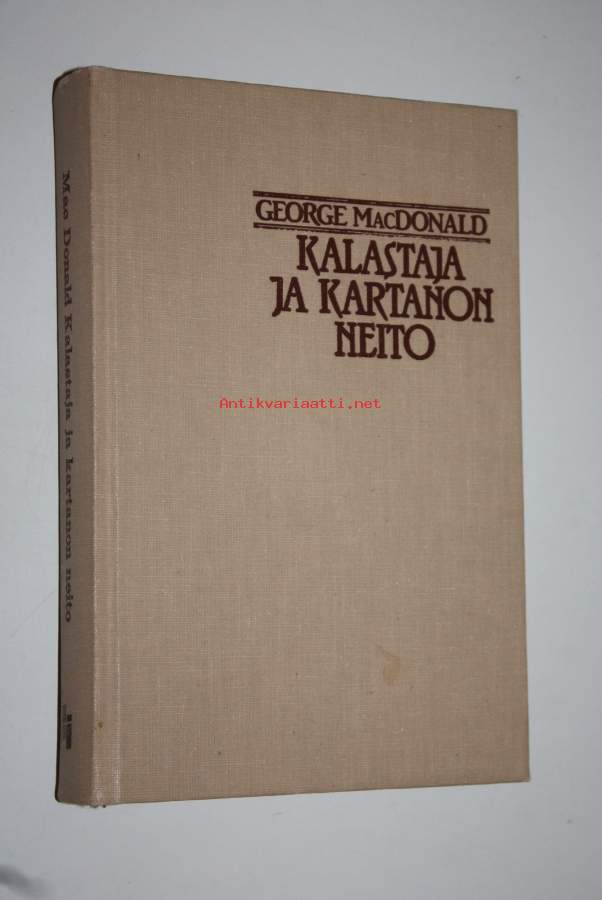 GEORGE MACDONALD
KALASTAJA
JA KARTANON
NEITO
Antikvariaatti.net
Mac Donald Kalastaja ja kartanon neito